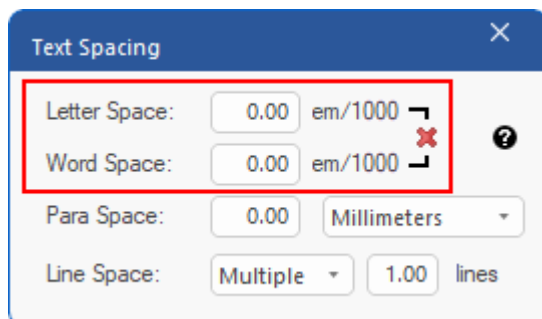 Text Spacing
Letter Space: 0.00 em/1000
Word Space: 0.00 em/1000
Para Space: 0.00 Millimeters
Line Space: Multiple 1.00 lines